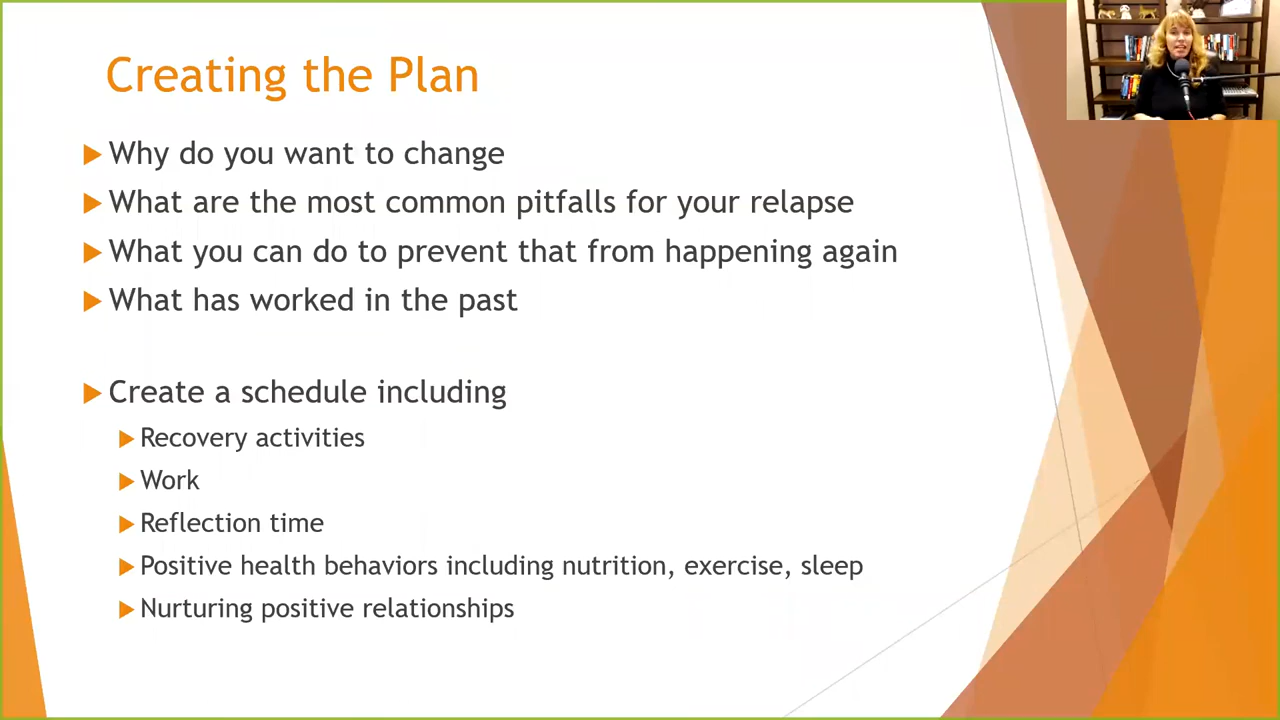 Creating the Plan
Why do you want to change
What are the most common pitfalls for your relapse
What you can do to prevent that from happening again
What has worked in the past
Create a schedule including
Recovery activities
Work
Reflection time
Positive health behaviors including nutrition, exercise, sleep
Nurturing positive relationships